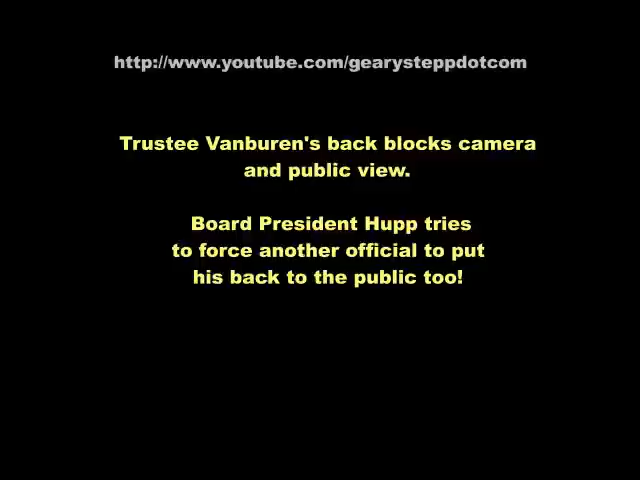 http://www.youtube.com/gearysteppdotcom
Trustee Vanburen's back blocks camera
and public view.
Board President Hupp tries
to force another official to put
his back to the public too!